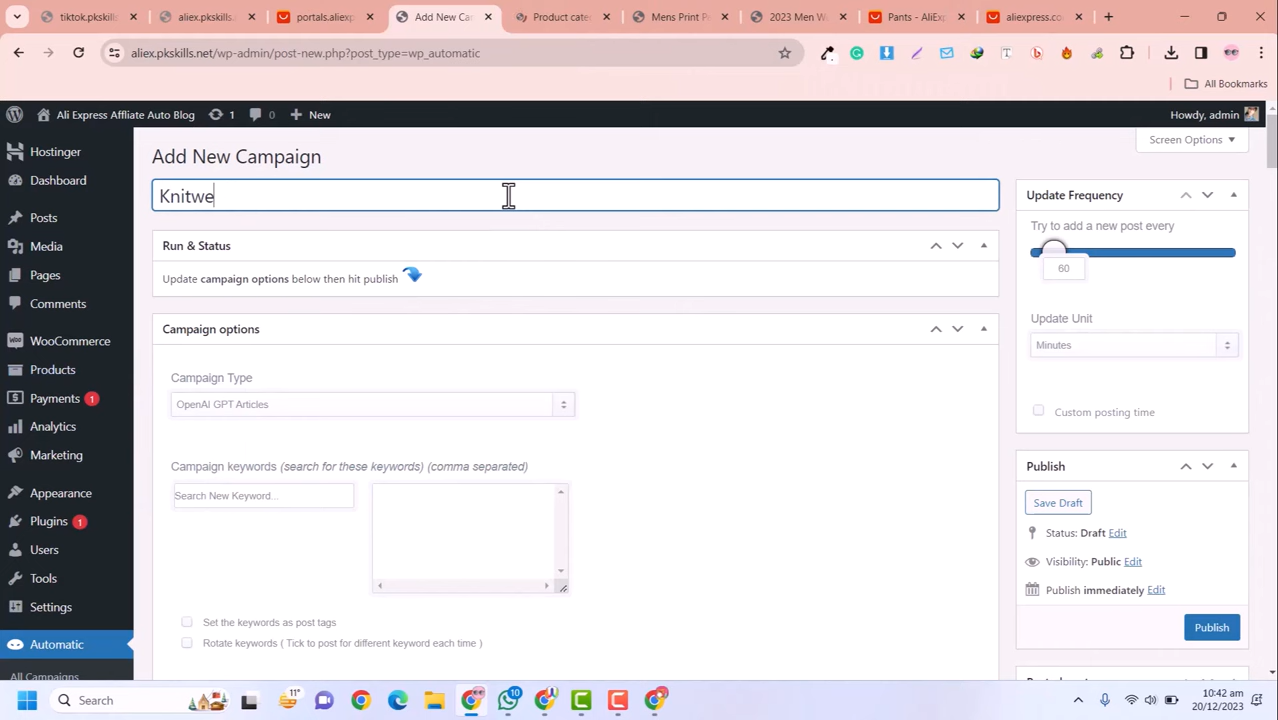 tiktok.pkskill
aliex.pkskills.
portals.aliexp
Add New Car
Product cate
Mens Print P
2023 Men W
Pants - AliExp
aliexpress.co
aliex.pkskills.net/wp-admin/post-new.php?post_type=wp_automatic
All Bookmarks
Ali Express Affliate Auto Blog
1
0
New
Howdy, admin
Hostinger
Dashboard
Posts
Media
Pages
Comments
WooCommerce
Products
Payments 1
Analytics
Marketing
Appearance
Plugins 1
Users
Tools
Settings
Automatic
All Campaigns
Screen Options
Add New Campaign
Knitwe
Run & Status
Update campaign options below then hit publish
Campaign options
Campaign Type
OpenAI GPT Articles
Campaign keywords (search for these keywords) (comma separated)
Search New Keyword...
Set the keywords as post tags
Rotate keywords ( Tick to post for different keyword each time )
Update Frequency
Try to add a new post every
60
Update Unit
Minutes
Custom posting time
Publish
Save Draft
Status: Draft Edit
Visibility: Public Edit
Publish immediately Edit
Publish
Search
11°
10
10:42 am
20/12/2023